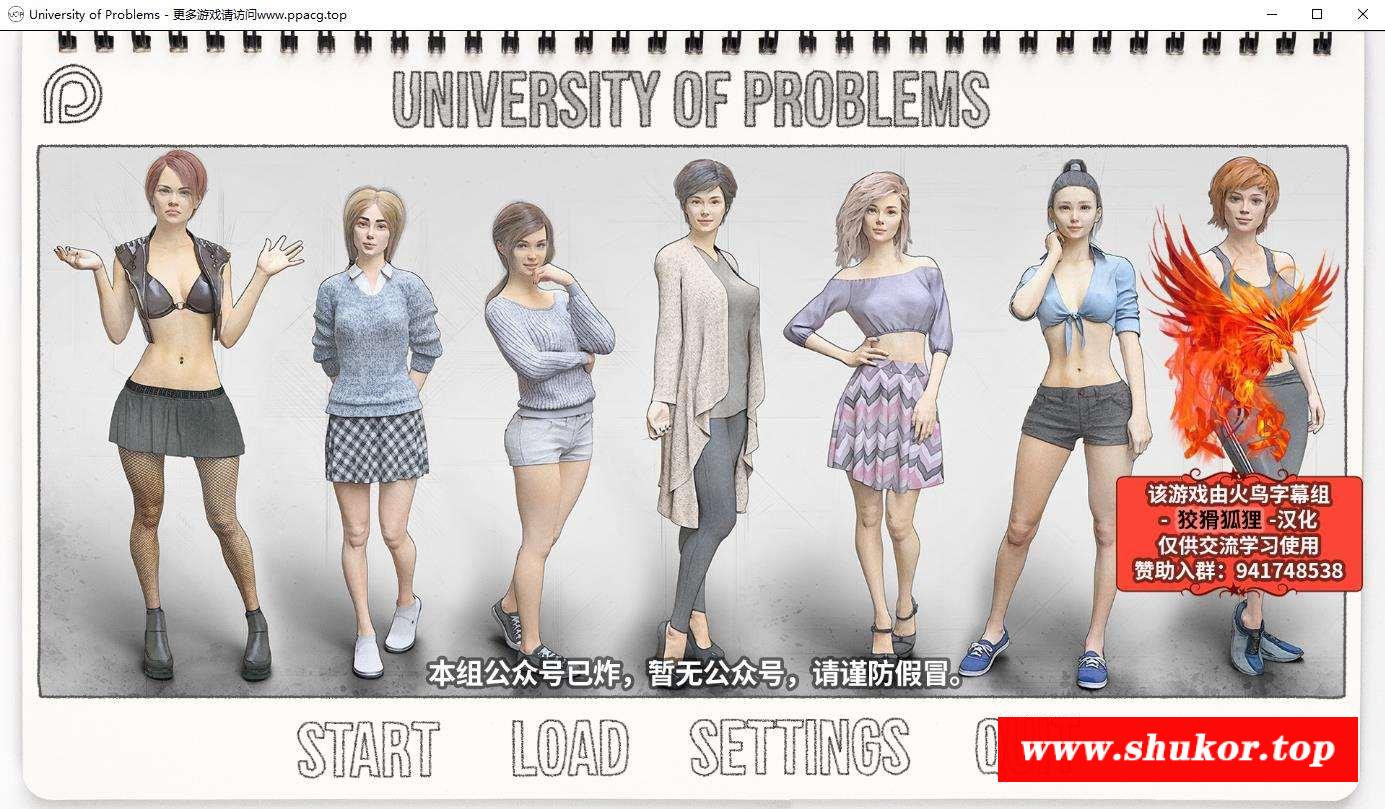 University of Problems - 更多游戏请访问www.ppacg.top
UNIVERSITY OF PROBLEMS
该游戏由火鸟字幕组
- 狡猾狐狸 -汉化
仅供交流学习使用
赞助入群：941748538
本组公众号已炸，暂无公众号，请谨防假冒。
START
LOAD
SETTINGS
www.shukor.top